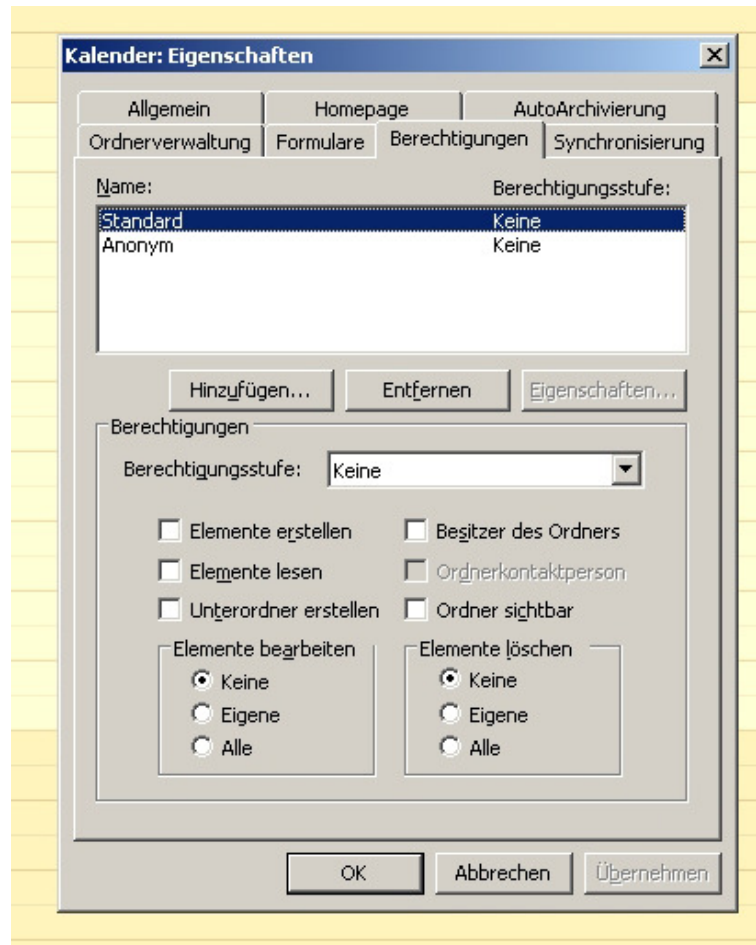 Kalender: Eigenschaften
Allgemein Homepage AutoArchivierung
Ordnerverwaltung Formulare Berechtigungen Synchronisierung
Name: Berechtigungsstufe:
Standard Keine
Anonym Keine
Hinzufügen... Entfernen Eigenschaften...
Berechtigungen
Berechtigungsstufe: Keine
Elemente erstellen Besitzer des Ordners
Elemente lesen Ordnerkontaktperson
Unterordner erstellen Ordner sichtbar
Elemente bearbeiten Elemente löschen
Keine Keine
Eigene Eigene
Alle Alle
OK Abbrechen Übernehmen